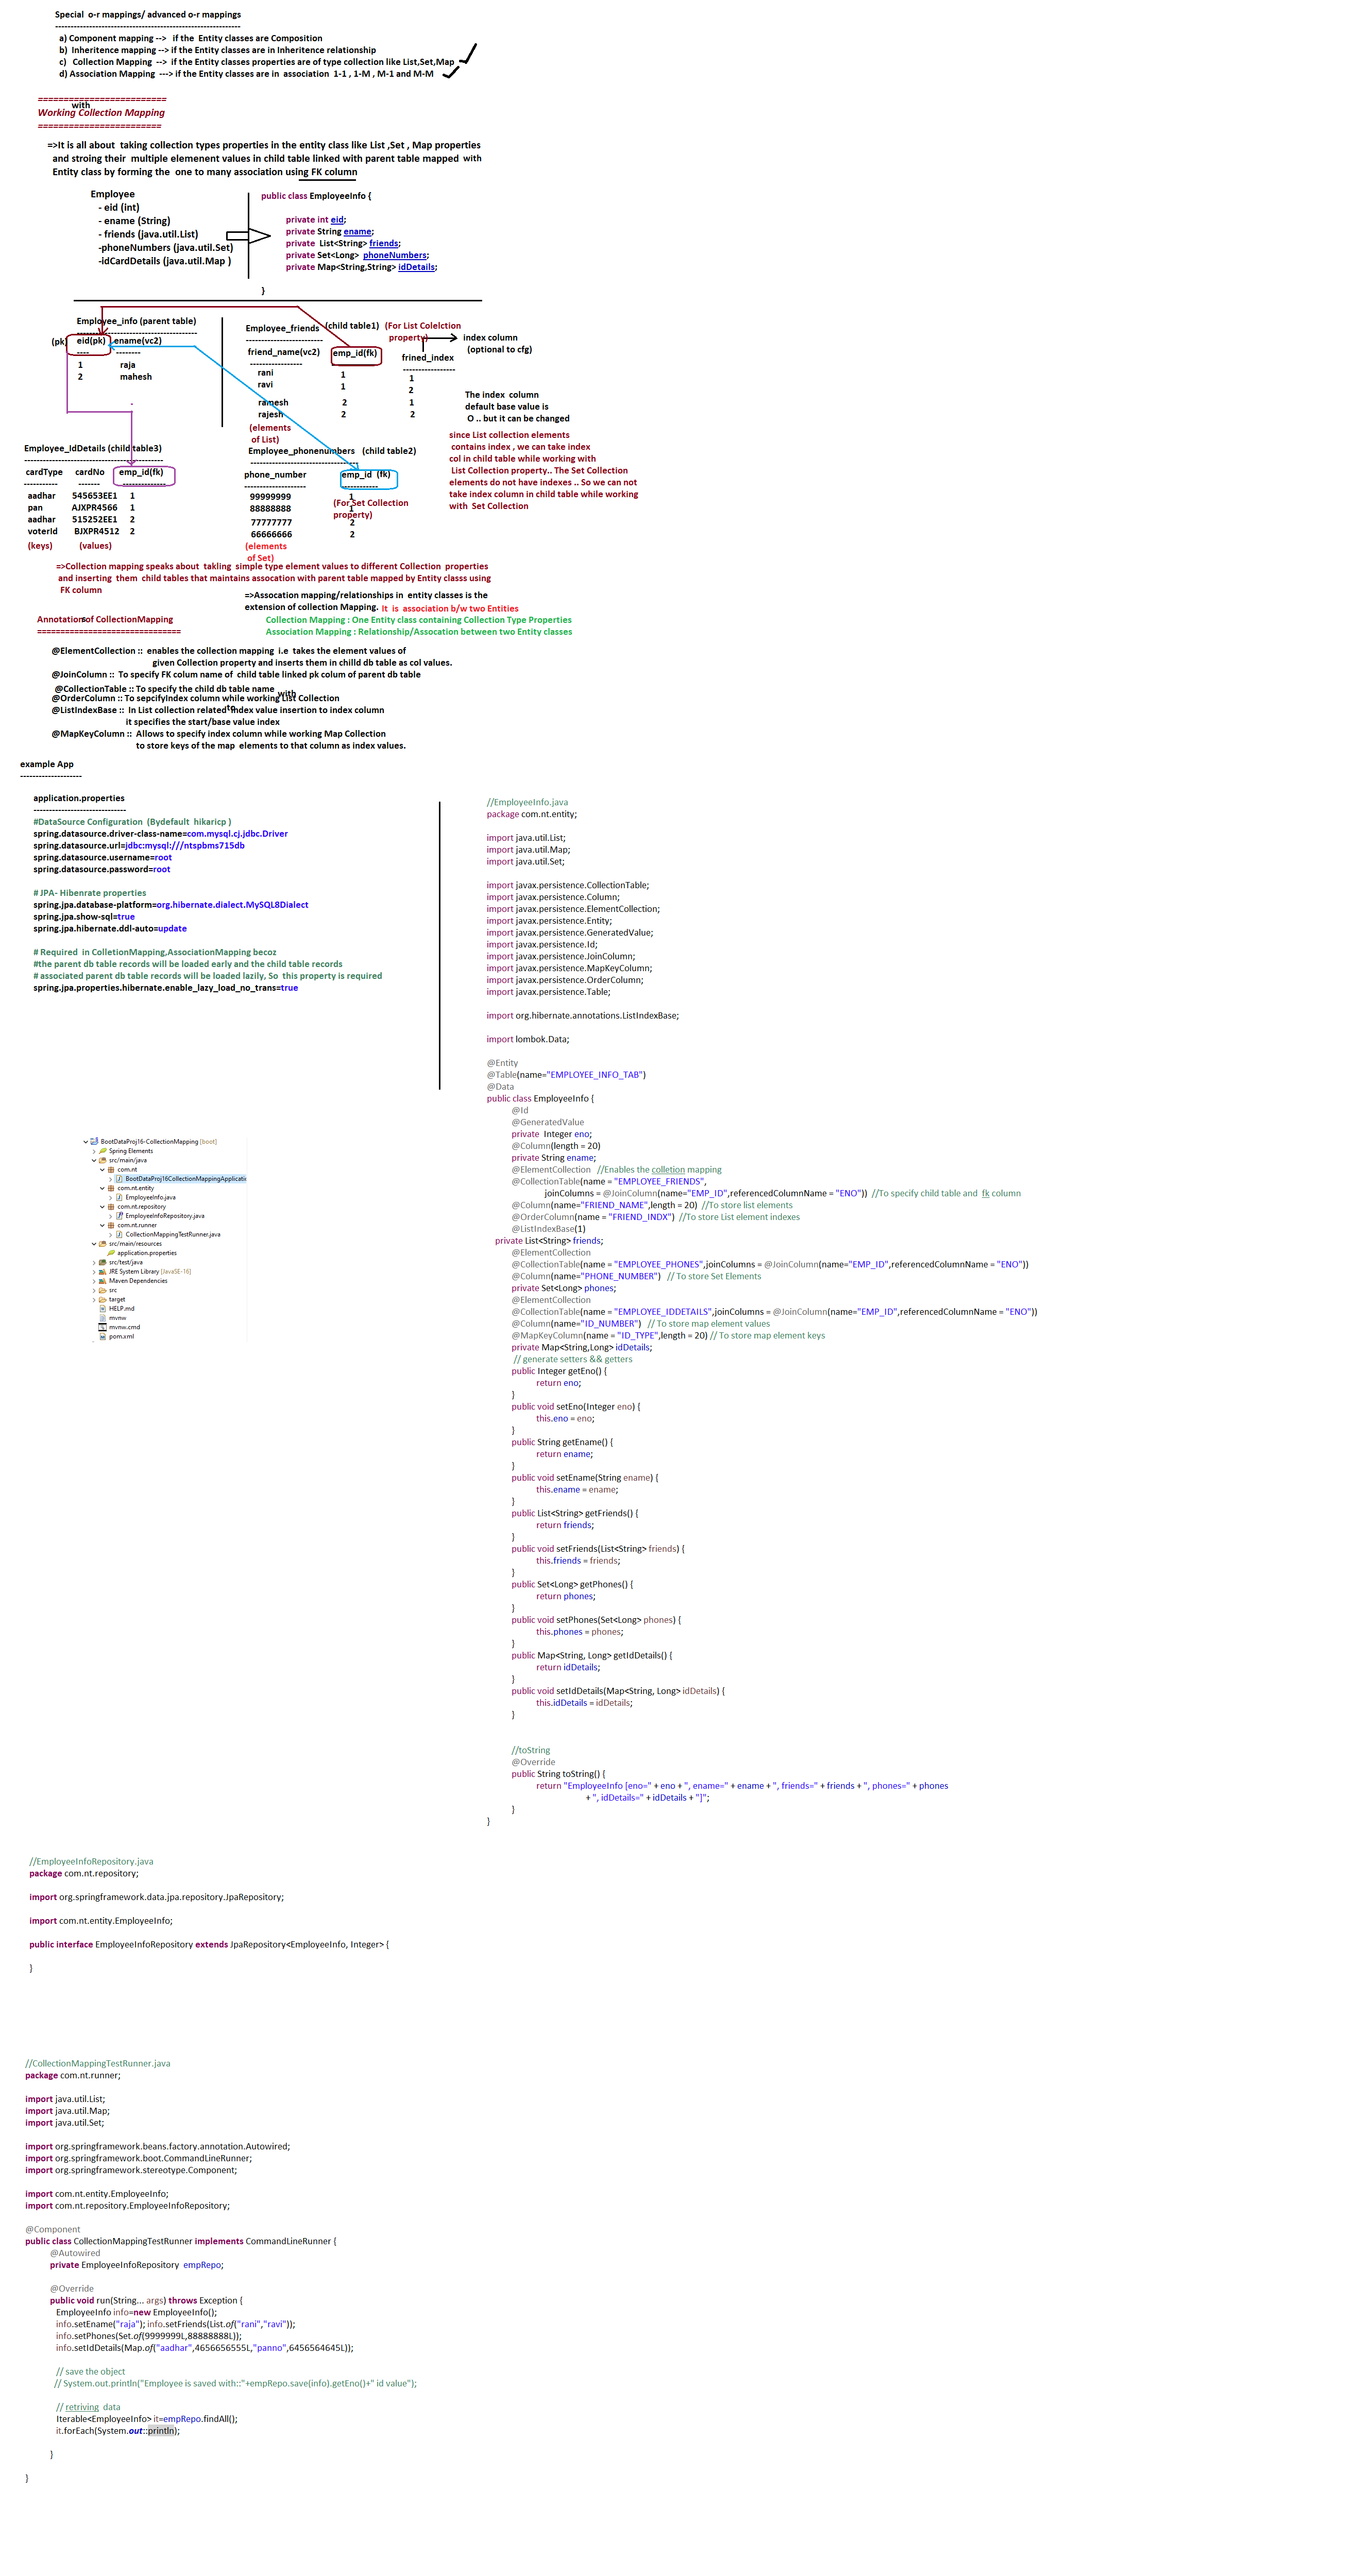 Special  o-r mappings/ advanced o-r mappings
------------------------------------------------------------
a) Component mapping -->   if the  Entity classes are Composition
b)  Inheritence mapping --> if the Entity classes are in Inheritence relationship
c)   Collection Mapping  -->  if the Entity classes properties are of type collection like List,Set,Map
d) Association Mapping  ---> if the Entity classes are in  association  1-1 , 1-M , M-1 and M-M
=========================
with
Working Collection Mapping
========================
=>It is all about  taking collection types properties in the entity class like List ,Set , Map properties
and stroing their  multiple elemenent values in child table linked with parent table mapped  with
Entity class by forming the  one to many association using FK column
Employee
- eid (int)
- ename (String)
- friends (java.util.List)
-phoneNumbers (java.util.Set)
-idCardDetails (java.util.Map )
public class EmployeeInfo {
private int eid;
private String ename;
private  List<String> friends;
private Set<Long>  phoneNumbers;
private Map<String,String> idDetails;
}
Employee_info (parent table)
---------------------------------------
(pk)  eid(pk)   ename(vc2)
----          --------
1            raja
2            mahesh
Employee_friends  (child table1)  (For List Colelction
property)
-------------------------
friend_name(vc2)    emp_id(fk)    frined_index
-----------------    ----------------    -----------------
rani    1    1
ravi    1    2
ramesh    2    1
rajesh    2    2
(elements
of List)
index column
(optional to cfg)
The index  column
default base value is
O .. but it can be changed
since List collection elements
contains index , we can take index
col in child table while working with
List Collection property.. The Set Collection
elements do not have indexes .. So we can not
take index column in child table while working
with  Set Collection
Employee_IdDetails (child table3)
---------------------------------------------
cardType    cardNo    emp_id(fk)
-----------    -------    --------------
aadhar    545653EE1    1
pan    AJXPR4566    1
aadhar    515252EE1    2
voterId    BJXPR4512    2
(keys)    (values)
Employee_phonenumbers   (child table2)
-----------------------------------
phone_number    emp_id  (fk)
--------------------    ------------
99999999    1
88888888    1
77777777    2
66666666    2
(For Set Collection
property)
(elements
of Set)
=>Collection mapping speaks about  takling  simple type element values to different Collection  properties
and inserting  them  child tables that maintains assocation with parent table mapped by Entity classs using
FK column
=>Assocation mapping/relationships in  entity classes is the
extension of collection Mapping. It  is  association b/w two Entities
Annotations of CollectionMapping
============================
Collection Mapping : One Entity class containing Collection Type Properties
Association Mapping : Relationship/Assocation between two Entity classes
@ElementCollection ::  enables the collection mapping  i.e  takes the element values of
given Collection property and inserts them in chilld db table as col values.
@JoinColumn ::  To specify FK colum name of  child table linked pk colum of parent db table
@CollectionTable :: To specify the child db table name
with
@OrderColumn :: To sepcifyIndex column while working List Collection
@ListIndexBase ::  In List collection related index value insertion to index column
to
it specifies the start/base value index
@MapKeyColumn ::  Allows to specify index column while working Map Collection
to store keys of the map  elements to that column as index values.
example App
--------------------
application.properties
------------------------------
#DataSource Configuration  (Bydefault  hikaricp )
spring.datasource.driver-class-name=com.mysql.cj.jdbc.Driver
spring.datasource.url=jdbc:mysql:///ntspbms715db
spring.datasource.username=root
spring.datasource.password=root
# JPA- Hibenrate properties
spring.jpa.database-platform=org.hibernate.dialect.MySQL8Dialect
spring.jpa.show-sql=true
spring.jpa.hibernate.ddl-auto=update
# Required  in ColletionMapping,AssociationMapping becoz
#the parent db table records will be loaded early and the child table records
# associated parent db table records will be loaded lazily, So  this property is required
spring.jpa.properties.hibernate.enable_lazy_load_no_trans=true
BootDataProj16-CollectionMapping [boot]
Spring Elements
src/main/java
com.nt
BootDataProj16CollectionMappingApplicatic
com.nt.entity
EmployeeInfo.java
com.nt.repository
EmployeeInfoRepository.java
com.nt.runner
CollectionMappingTestRunner.java
src/main/resources
application.properties
src/test/java
JRE System Library [JavaSE-16]
Maven Dependencies
src
target
HELP.md
mvnw
mvnw.cmd
pom.xml
//EmployeeInfo.java
package com.nt.entity;
import java.util.List;
import java.util.Map;
import java.util.Set;
import javax.persistence.CollectionTable;
import javax.persistence.Column;
import javax.persistence.ElementCollection;
import javax.persistence.Entity;
import javax.persistence.GeneratedValue;
import javax.persistence.Id;
import javax.persistence.JoinColumn;
import javax.persistence.MapKeyColumn;
import javax.persistence.OrderColumn;
import javax.persistence.Table;
import org.hibernate.annotations.ListIndexBase;
import lombok.Data;
@Entity
@Table(name="EMPLOYEE_INFO_TAB")
@Data
public class EmployeeInfo {
@Id
@GeneratedValue
private  Integer eno;
@Column(length = 20)
private String ename;
@ElementCollection   //Enables the colletion mapping
@CollectionTable(name = "EMPLOYEE_FRIENDS",
joinColumns = @JoinColumn(name="EMP_ID",referencedColumnName = "ENO"))  //To specify child table and  fk column
@Column(name="FRIEND_NAME",length = 20)  //To store list elements
@OrderColumn(name = "FRIEND_INDX")  //To store List element indexes
@ListIndexBase(1)
private List<String> friends;
@ElementCollection
@CollectionTable(name = "EMPLOYEE_PHONES",joinColumns = @JoinColumn(name="EMP_ID",referencedColumnName = "ENO"))
@Column(name="PHONE_NUMBER")   // To store Set Elements
private Set<Long> phones;
@ElementCollection
@CollectionTable(name = "EMPLOYEE_IDDETAILS",joinColumns = @JoinColumn(name="EMP_ID",referencedColumnName = "ENO"))
@Column(name="ID_NUMBER")   // To store map element values
@MapKeyColumn(name = "ID_TYPE",length = 20) // To store map element keys
private Map<String,Long> idDetails;
// generate setters && getters
public Integer getEno() {
return eno;
}
public void setEno(Integer eno) {
this.eno = eno;
}
public String getEname() {
return ename;
}
public void setEname(String ename) {
this.ename = ename;
}
public List<String> getFriends() {
return friends;
}
public void setFriends(List<String> friends) {
this.friends = friends;
}
public Set<Long> getPhones() {
return phones;
}
public void setPhones(Set<Long> phones) {
this.phones = phones;
}
public Map<String, Long> getIdDetails() {
return idDetails;
}
public void setIdDetails(Map<String, Long> idDetails) {
this.idDetails = idDetails;
}
//toString
@Override
public String toString() {
return "EmployeeInfo [eno=" + eno + ", ename=" + ename + ", friends=" + friends + ", phones=" + phones
+ ", idDetails=" + idDetails + "]";
}
}
//EmployeeInfoRepository.java
package com.nt.repository;
import org.springframework.data.jpa.repository.JpaRepository;
import com.nt.entity.EmployeeInfo;
public interface EmployeeInfoRepository extends JpaRepository<EmployeeInfo, Integer> {
}
//CollectionMappingTestRunner.java
package com.nt.runner;
import java.util.List;
import java.util.Map;
import java.util.Set;
import org.springframework.beans.factory.annotation.Autowired;
import org.springframework.boot.CommandLineRunner;
import org.springframework.stereotype.Component;
import com.nt.entity.EmployeeInfo;
import com.nt.repository.EmployeeInfoRepository;
@Component
public class CollectionMappingTestRunner implements CommandLineRunner {
@Autowired
private EmployeeInfoRepository  empRepo;
@Override
public void run(String... args) throws Exception {
EmployeeInfo info=new EmployeeInfo();
info.setEname("raja"); info.setFriends(List.of("rani","ravi"));
info.setPhones(Set.of(9999999L,88888888L));
info.setIdDetails(Map.of("aadhar",4656656555L,"panno",6456564645L));
// save the object
// System.out.println("Employee is saved with::"+empRepo.save(info).getEno()+" id value");
// retriving  data
Iterable<EmployeeInfo> it=empRepo.findAll();
it.forEach(System.out::println);
}
}